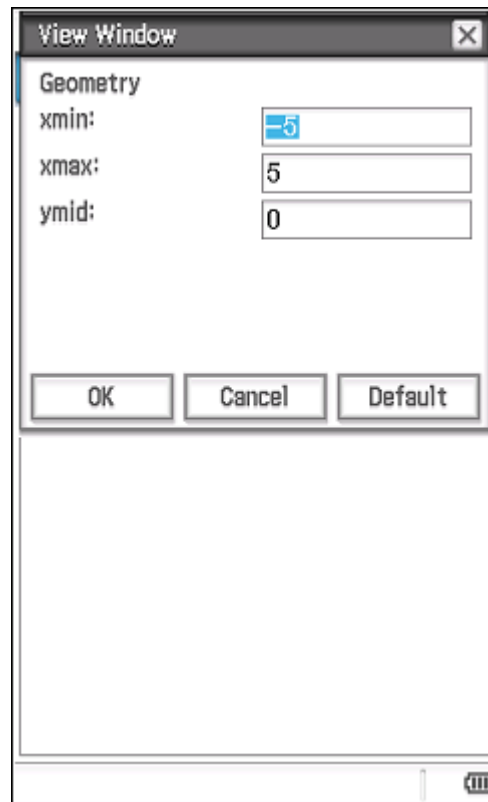 View Window
Geometry
xmin: -5
xmax: 5
ymid: 0
OK Cancel Default